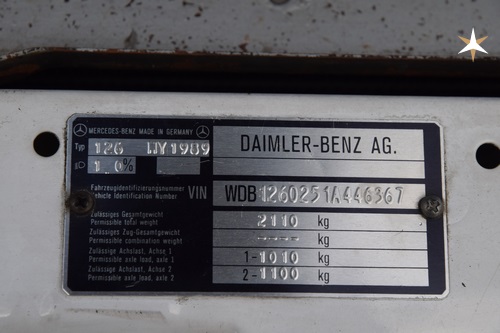 MERCEDES-BENZ MADE IN GERMANY
Typ 126 WY1989
1.0%
DAIMLER-BENZ AG.
Fahrzeugidentifizierungsnummer
Vehicle Identification Number VIN WDB1260251A446367
Zulässiges Gesamtgewicht
Permissible total weight 2110 kg
Zulässiges Zug-Gesamtgewicht
Permissible combination weight ---- kg
Zulässige Achslast, Achse 1
Permissible axle load, axle 1 1-1010 kg
Zulässige Achslast, Achse 2
Permissible axle load, axle 2 2-1100 kg